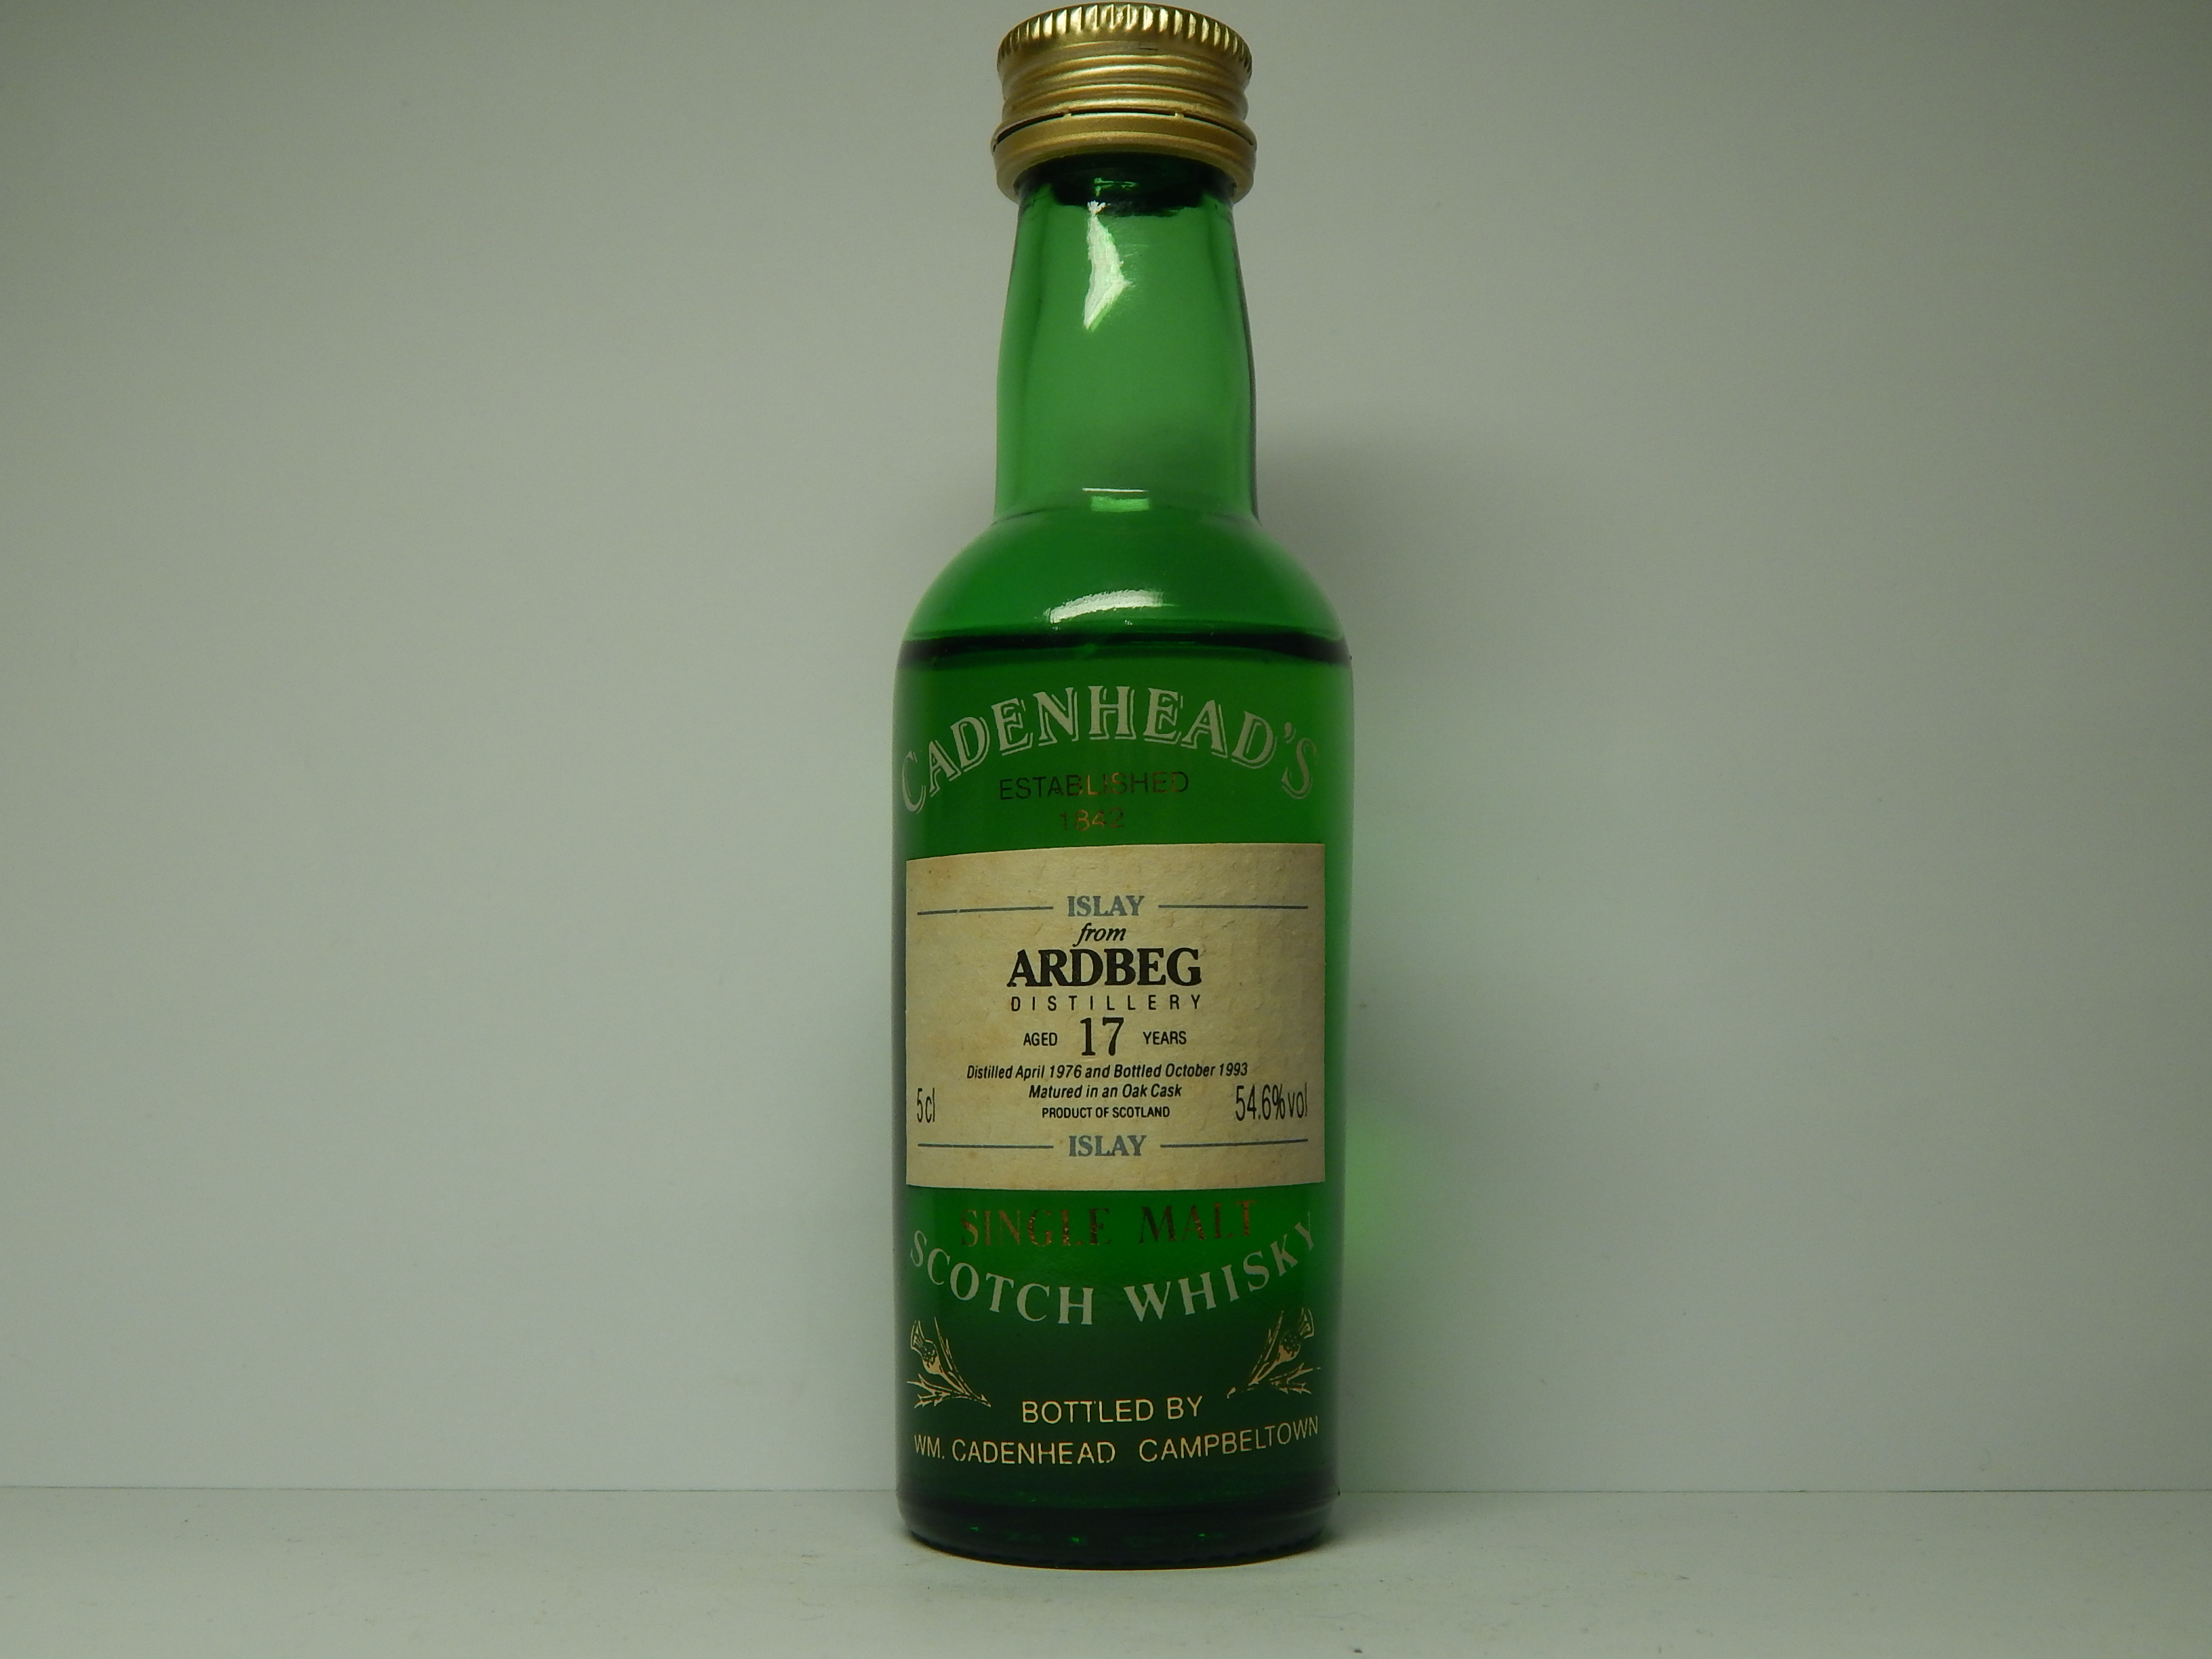 CADENHEAD'S
ESTABLISHED
1842
ISLAY
from
ARDBEG
DISTILLERY
AGED 17 YEARS
Distilled April 1976 and Bottled October 1993
Matured in an Oak Cask
5cl PRODUCT OF SCOTLAND 54.6%vol
ISLAY
SINGLE MALT
SCOTCH WHISKY
BOTTLED BY
WM. CADENHEAD CAMPBELTOWN